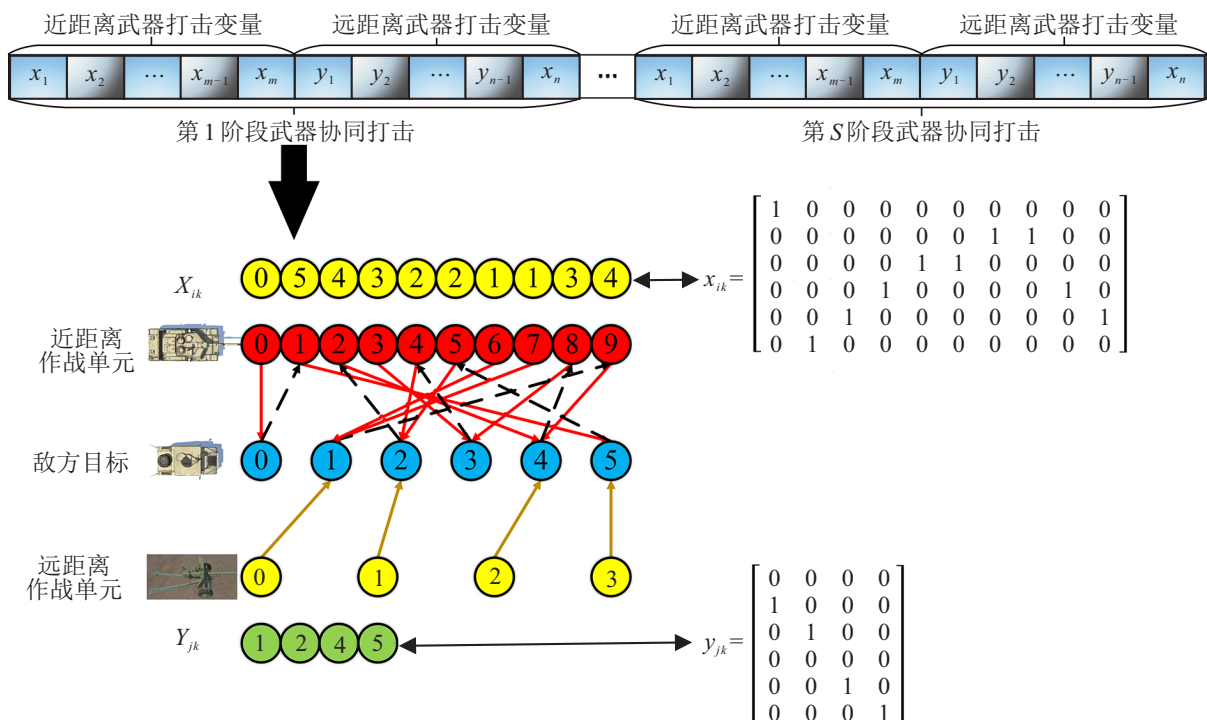 近距离武器打击变量 远距离武器打击变量 近距离武器打击变量 远距离武器打击变量
x₁ x₂ ⋯ xₘ₋₁ xₘ y₁ y₂ ⋯ yₙ₋₁ xₙ ⋯ x₁ x₂ ⋯ xₘ₋₁ xₘ y₁ y₂ ⋯ yₙ₋₁ xₙ
第1阶段武器协同打击 第S阶段武器协同打击
X_{ik} 0 5 4 3 2 2 1 1 3 4
x_{ik}=
1 0 0 0 0 0 0 0 0 0
0 0 0 0 0 0 1 1 0 0
0 0 0 0 1 1 0 0 0 0
0 0 0 1 0 0 0 0 1 0
0 0 1 0 0 0 0 0 0 1
0 1 0 0 0 0 0 0 0 0
近距离
作战单元
0 1 2 3 4 5 6 7 8 9
敌方目标
0 1 2 3 4 5
远距离
作战单元
0 1 2 3
Y_{jk} 1 2 4 5
y_{jk}=
0 0 0 0
1 0 0 0
0 1 0 0
0 0 0 0
0 0 1 0
0 0 0 1